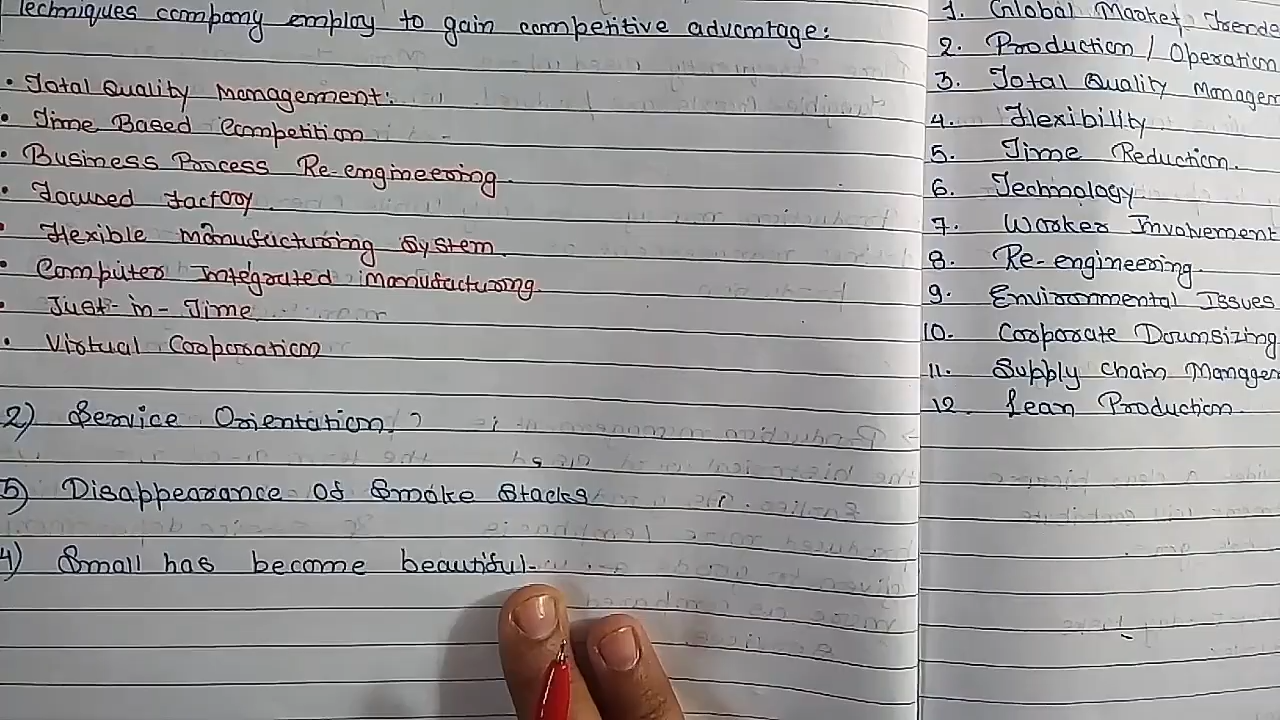 Techniques company employ to gain competitive advantage:
• Total Quality Management:
• Time Based Competition
• Business Process Re-engineering
• Focused Factory
• Flexible Manufacturing System
• Computer Integrated Manufacturing
• Just-in-Time
• Virtual Corporation
2) Service Orientation ?
3) Disappearance Of Smoke Stacks
4) Small has become beautiful-
1. Global Market Trends
2. Production / Operation
3. Total Quality Managem
4. Flexibility
5. Time Reduction.
6. Technology
7. Worker Involvement
8. Re-engineering
9. Environmental Issues
10. Corporate Downsizing
11. Supply Chain Managem
12. Lean Production